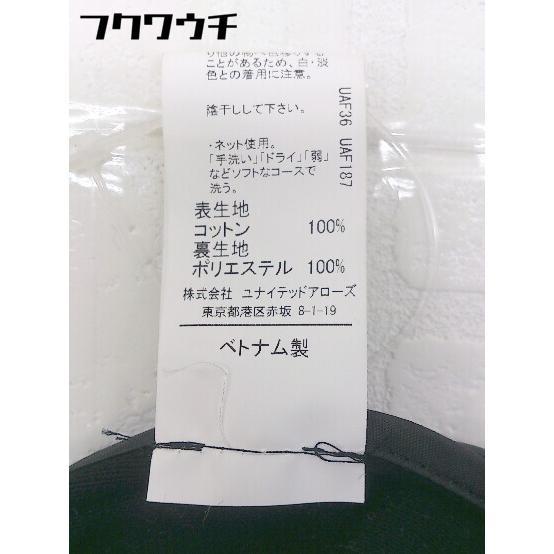 フクワウチ
ことがあるため、白・淡
色との着用に注意。
陰干しして下さい。
・ネット使用。
「手洗い」「ドライ」「弱」
などソフトなコースで
洗う。
表生地
コットン 100%
裏生地
ポリエステル 100%
株式会社 ユナイテッドアローズ
東京都港区赤坂 8-1-19
ベトナム製
UAF36 UAF187